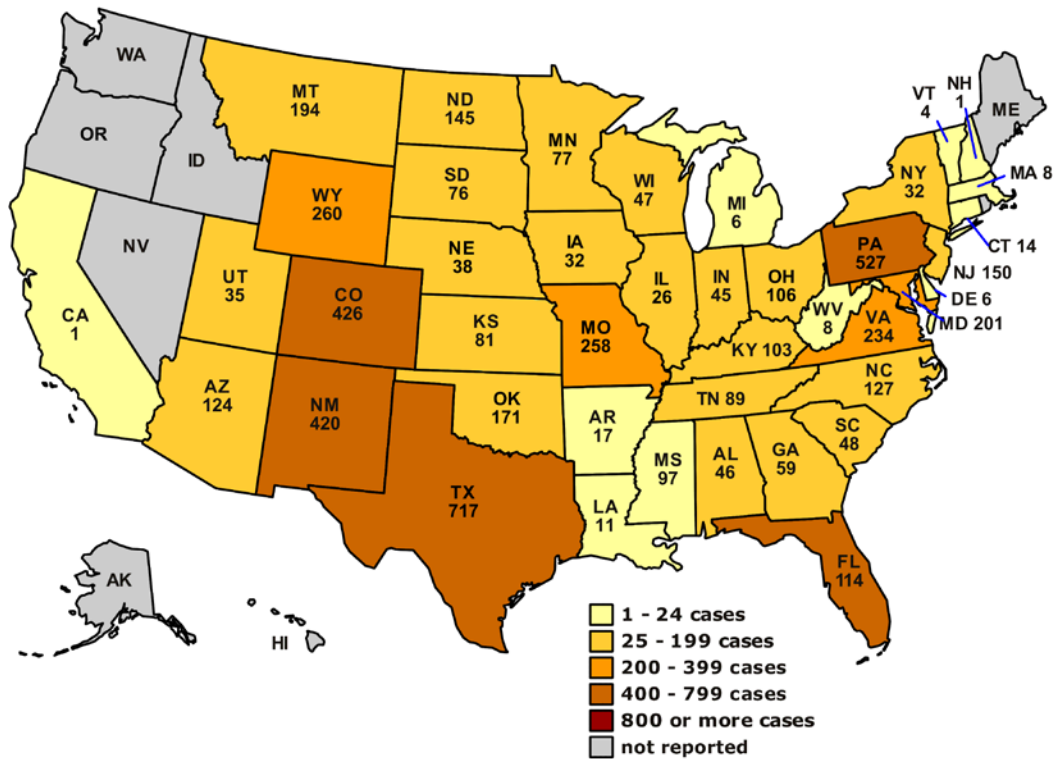 WA
OR
ID
MT
194
ND
145
MN
77
VT
4
NH
1
ME
MA 8
NY
32
WI
47
MI
6
SD
76
WY
260
NV
UT
35
NE
38
IA
32
PA
527
CT 14
NJ 150
DE 6
MD 201
CA
1
CO
426
KS
81
MO
258
IL
26
IN
45
OH
106
WV
8
VA
234
KY 103
AZ
124
NM
420
OK
171
AR
17
TN 89
NC
127
SC
48
TX
717
LA
11
MS
97
AL
46
GA
59
FL
114
AK
HI
1 - 24 cases
25 - 199 cases
200 - 399 cases
400 - 799 cases
800 or more cases
not reported